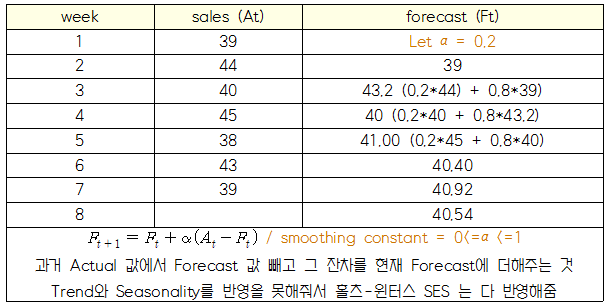 week sales (At) forecast (Ft)
1 39 Let α = 0.2
2 44 39
3 40 43.2 (0.2*44) + 0.8*39)
4 45 40 (0.2*40 + 0.8*43.2)
5 38 41.00 (0.2*45 + 0.8*40)
6 43 40.40
7 39 40.92
8 40.54
F_{t+1} = F_t + α(A_t - F_t) / smoothing constant = 0<=α <=1
과거 Actual 값에서 Forecast 값 빼고 그 잔차를 현재 Forecast에 더해주는 것
Trend와 Seasonality를 반영을 못해줘서 홀츠-윈터스 SES 는 다 반영해줌